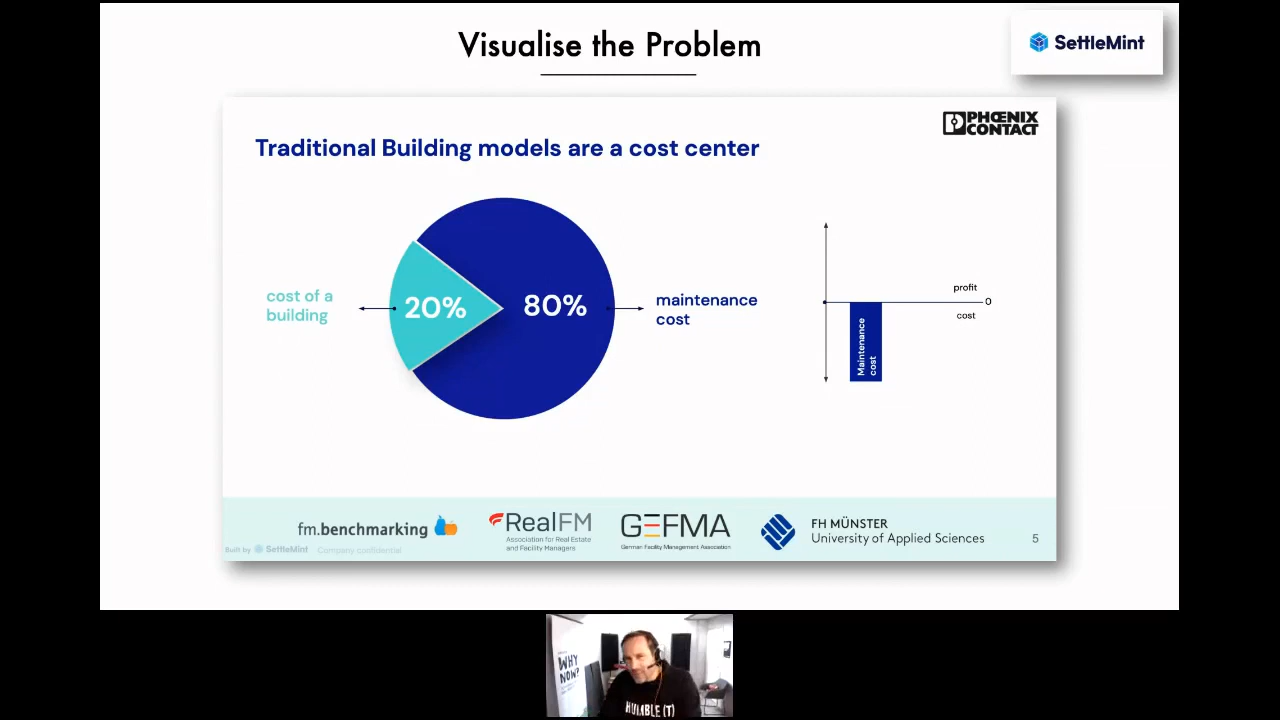 Visualise the Problem
SettleMint
PHŒNIX
CONTACT
Traditional Building models are a cost center
cost of a
building
20%
80%
maintenance
cost
profit
0
cost
Maintenance
cost
fm.benchmarking
RealFM
Association for Real Estate
and Facility Managers
GEFMA
German Facility Management Association
FH MÜNSTER
University of Applied Sciences
Built by SettleMint Company confidential
5
WHY
NOW?
HUMBLE (T)